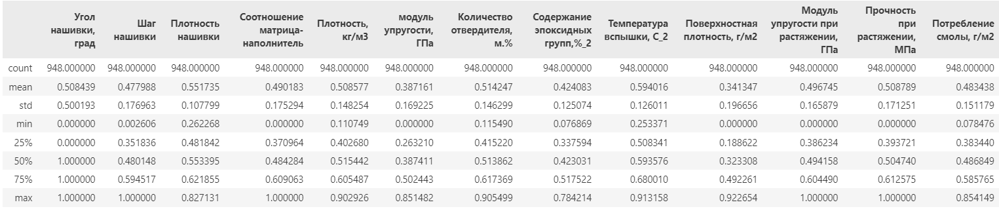 Угол нашивки, град Шаг нашивки Плотность нашивки Соотношение матрица-наполнитель Плотность, кг/м3 модуль упругости, ГПа Количество отвердителя, м.% Содержание эпоксидных групп,%_2 Температура вспышки, С_2 Поверхностная плотность, г/м2 Модуль упругости при растяжении, ГПа Прочность при растяжении, МПа Потребление смолы, г/м2
count 948.000000 948.000000 948.000000 948.000000 948.000000 948.000000 948.000000 948.000000 948.000000 948.000000 948.000000 948.000000 948.000000
mean 0.508439 0.477988 0.551735 0.490183 0.508577 0.387161 0.514247 0.424083 0.594016 0.341347 0.496745 0.508789 0.483438
std 0.500193 0.176963 0.107799 0.175294 0.148254 0.169225 0.146299 0.125074 0.126011 0.196656 0.165879 0.171251 0.151179
min 0.000000 0.002606 0.262268 0.000000 0.110749 0.000000 0.115490 0.076869 0.253371 0.000000 0.000000 0.000000 0.078476
25% 0.000000 0.351836 0.481842 0.370964 0.402680 0.263210 0.415220 0.337594 0.508341 0.188622 0.386234 0.393721 0.383440
50% 1.000000 0.480148 0.553395 0.484284 0.515442 0.387411 0.513862 0.423031 0.593576 0.323308 0.494158 0.504740 0.486849
75% 1.000000 0.594517 0.621855 0.609063 0.605487 0.502443 0.617369 0.517522 0.680010 0.492261 0.604490 0.612575 0.585765
max 1.000000 1.000000 0.827131 1.000000 0.902926 0.851482 0.905499 0.784214 0.913158 0.922654 1.000000 1.000000 0.854149